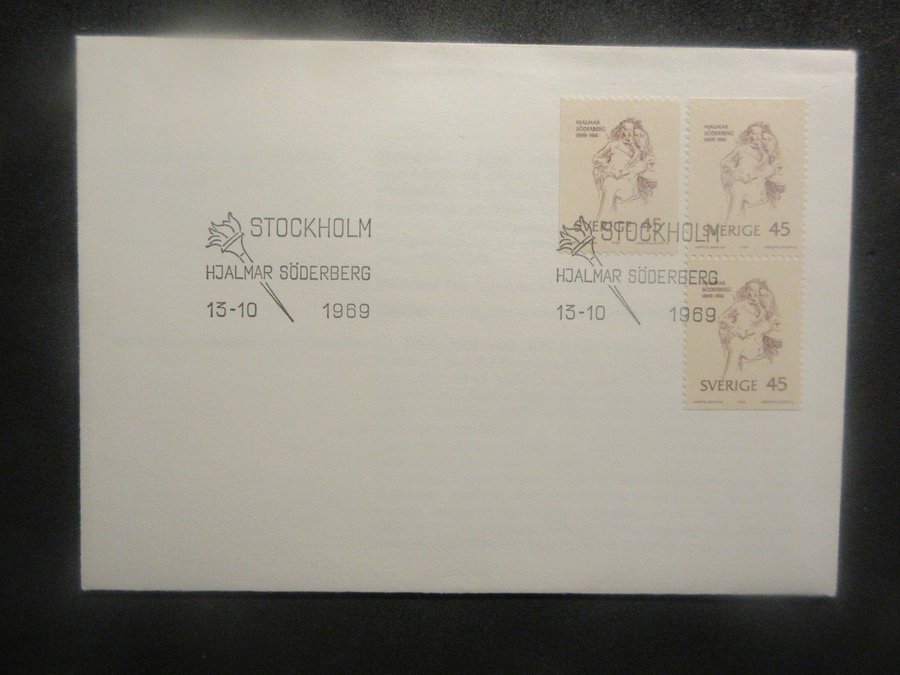 STOCKHOLM
HJALMAR SÖDERBERG
13-10 1969
STOCKHOLM
HJALMAR SÖDERBERG
13-10 1969
HJALMAR
SÖDERBERG
1869-1941
SVERIGE 45
HJALMAR
SÖDERBERG
1869-1941
SVERIGE 45
HJALMAR
SÖDERBERG
1869-1941
SVERIGE 45